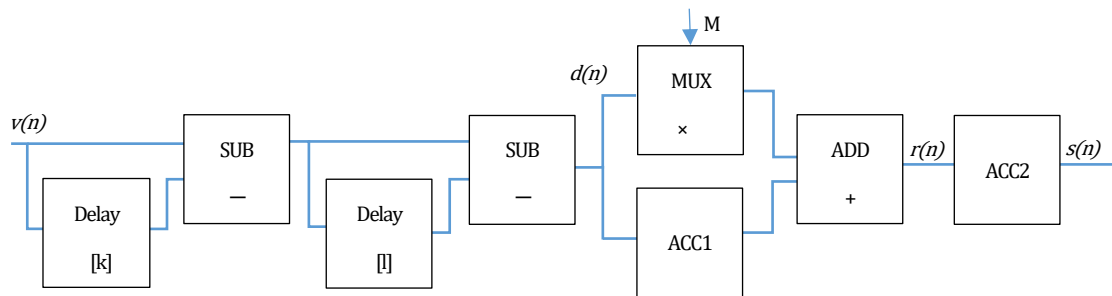 M
d(n)
MUX
×
v(n)
SUB
—
SUB
—
ADD
+
r(n)
ACC2
s(n)
Delay
[k]
Delay
[l]
ACC1